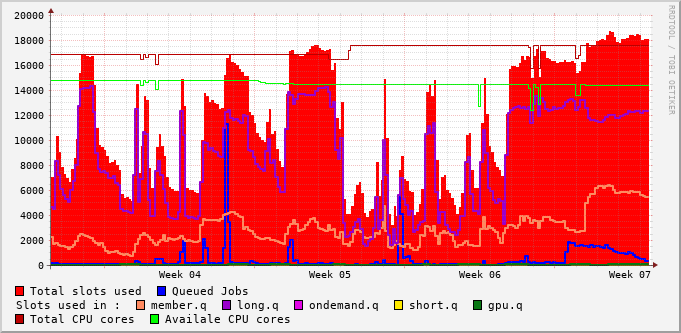 20000
18000
16000
14000
12000
10000
8000
6000
4000
2000
0
Week 04 Week 05 Week 06 Week 07
RRDTOOL / TOBI OETIKER
Total slots used Queued Jobs
Slots used in : member.q long.q ondemand.q short.q gpu.q
Total CPU cores Availale CPU cores